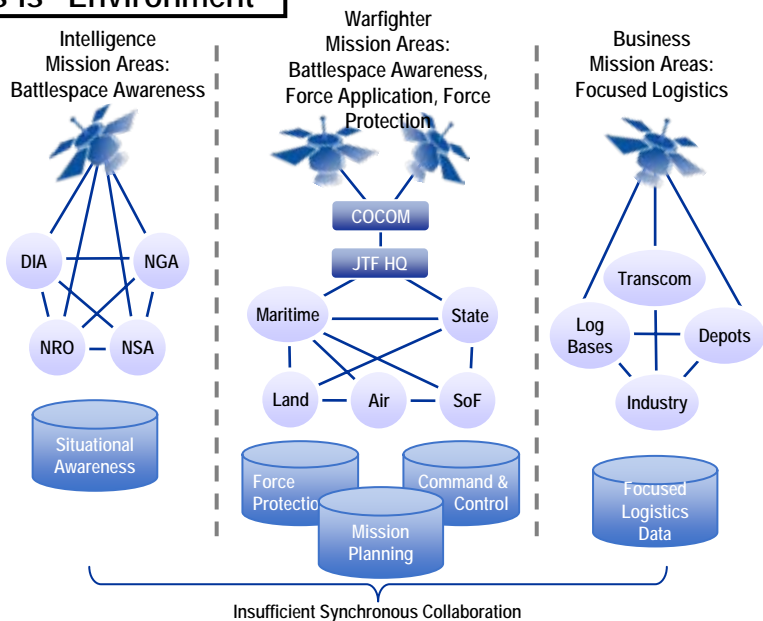 s Is" Environment
Intelligence
Mission Areas:
Battlespace Awareness
Warfighter
Mission Areas:
Battlespace Awareness,
Force Application, Force
Protection
Business
Mission Areas:
Focused Logistics
COCOM
JTF HQ
DIA
NGA
NRO
NSA
Maritime
State
Land
Air
SoF
Transcom
Log
Bases
Depots
Industry
Situational
Awareness
Force
Protection
Command &
Control
Mission
Planning
Focused
Logistics
Data
Insufficient Synchronous Collaboration